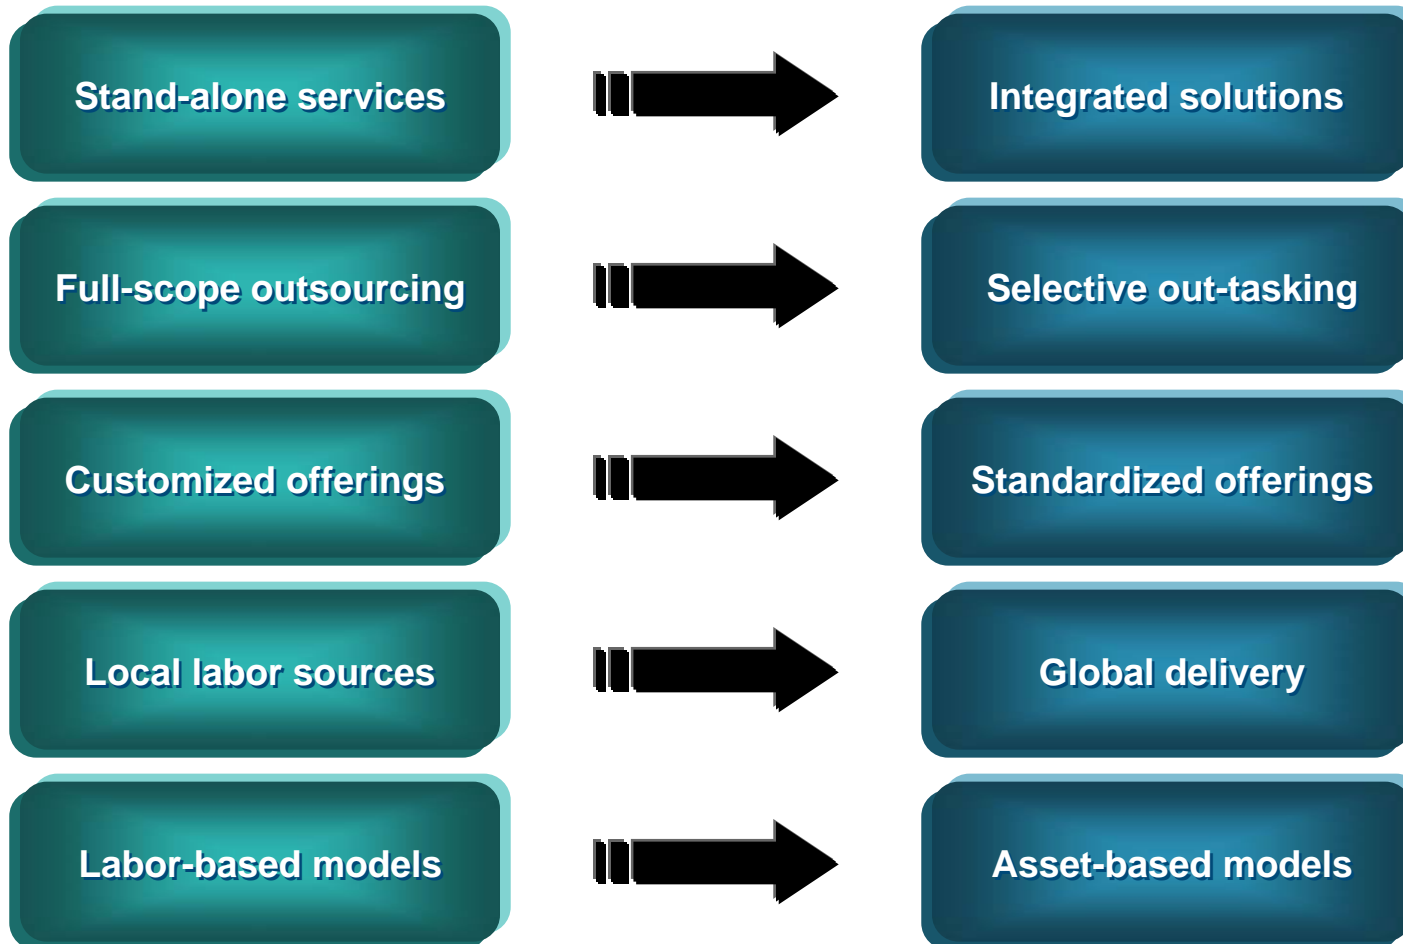 Stand-alone services
Integrated solutions
Full-scope outsourcing
Selective out-tasking
Customized offerings
Standardized offerings
Local labor sources
Global delivery
Labor-based models
Asset-based models